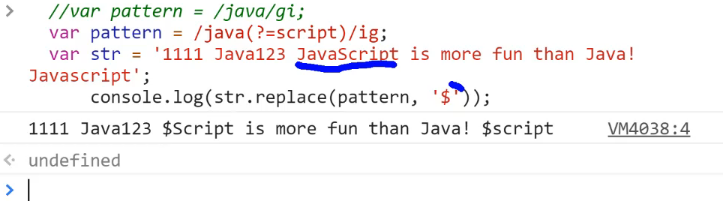 //var pattern = /java/gi;
var pattern = /java(?=script)/ig;
var str = '1111 Java123 JavaScript is more fun than Java!
Javascript';
console.log(str.replace(pattern, '$'));
1111 Java123 $Script is more fun than Java! $script VM4038:4
undefined